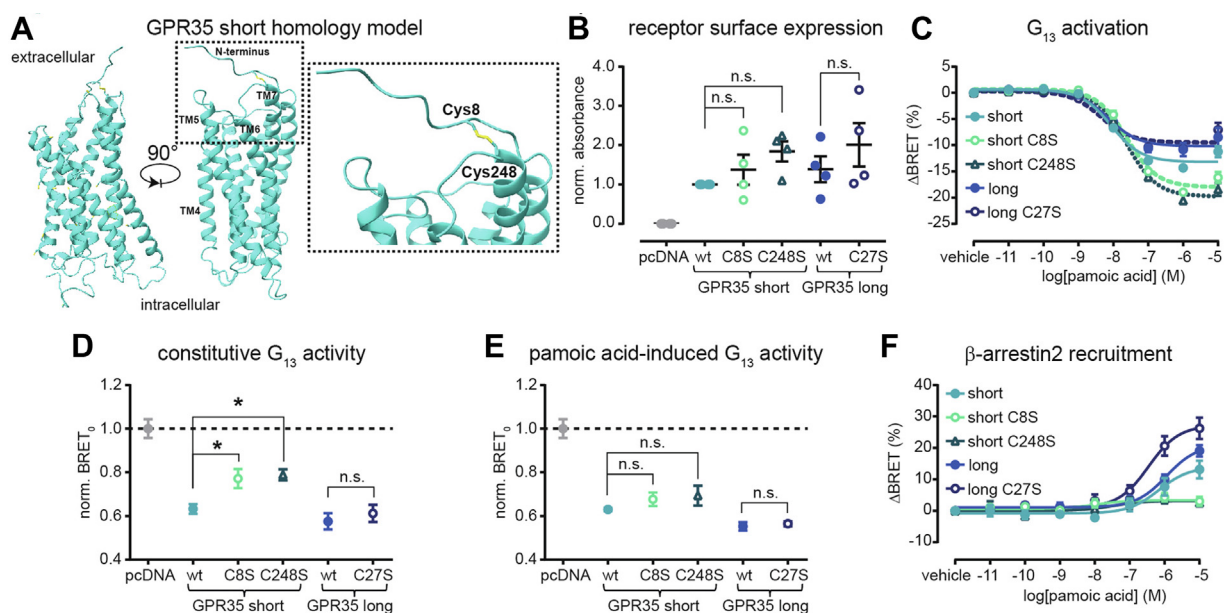 A
GPR35 short homology model
extracellular
N-terminus
TM7
TM5
TM6
90°
TM4
intracellular
Cys8
Cys248
B
receptor surface expression
norm. absorbance
4.0
3.0
2.0
1.0
0.0
n.s.
n.s.
n.s.
pcDNA
wt C8S C248S wt C27S
GPR35 short GPR35 long
C
G13 activation
ΔBRET (%)
5
0
-5
-10
-15
-20
-25
short
short C8S
short C248S
long
long C27S
vehicle -11 -10 -9 -8 -7 -6 -5
log[pamoic acid] (M)
D
constitutive G13 activity
norm. BRET0
1.2
1.0
0.8
0.6
0.4
*
*
n.s.
pcDNA wt C8S C248S wt C27S
GPR35 short GPR35 long
E
pamoic acid-induced G13 activity
norm. BRET0
1.2
1.0
0.8
0.6
0.4
n.s.
n.s.
n.s.
pcDNA wt C8S C248S wt C27S
GPR35 short GPR35 long
F
β-arrestin2 recruitment
ΔBRET (%)
40
30
20
10
0
-10
short
short C8S
short C248S
long
long C27S
vehicle -11 -10 -9 -8 -7 -6 -5
log[pamoic acid] (M)